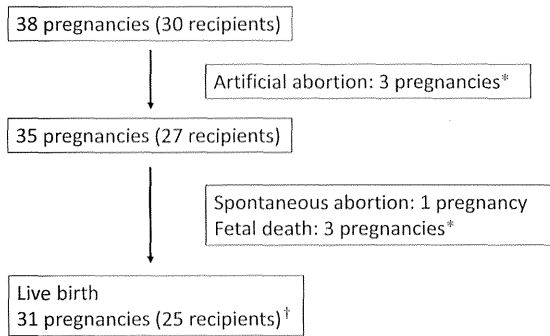 38 pregnancies (30 recipients)
Artificial abortion: 3 pregnancies*
35 pregnancies (27 recipients)
Spontaneous abortion: 1 pregnancy
Fetal death: 3 pregnancies*
Live birth
31 pregnancies (25 recipients)†